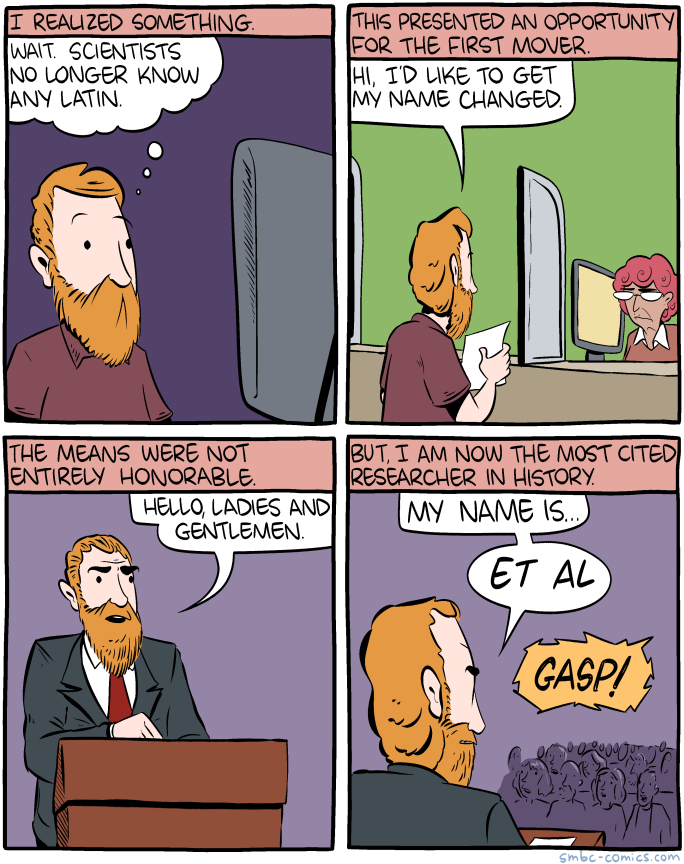 I REALIZED SOMETHING.
WAIT. SCIENTISTS
NO LONGER KNOW
ANY LATIN.
THIS PRESENTED AN OPPORTUNITY
FOR THE FIRST MOVER.
HI, I'D LIKE TO GET
MY NAME CHANGED.
THE MEANS WERE NOT
ENTIRELY HONORABLE.
HELLO, LADIES AND
GENTLEMEN.
BUT, I AM NOW THE MOST CITED
RESEARCHER IN HISTORY.
MY NAME IS...
ET AL
GASP!
smbc-comics.com